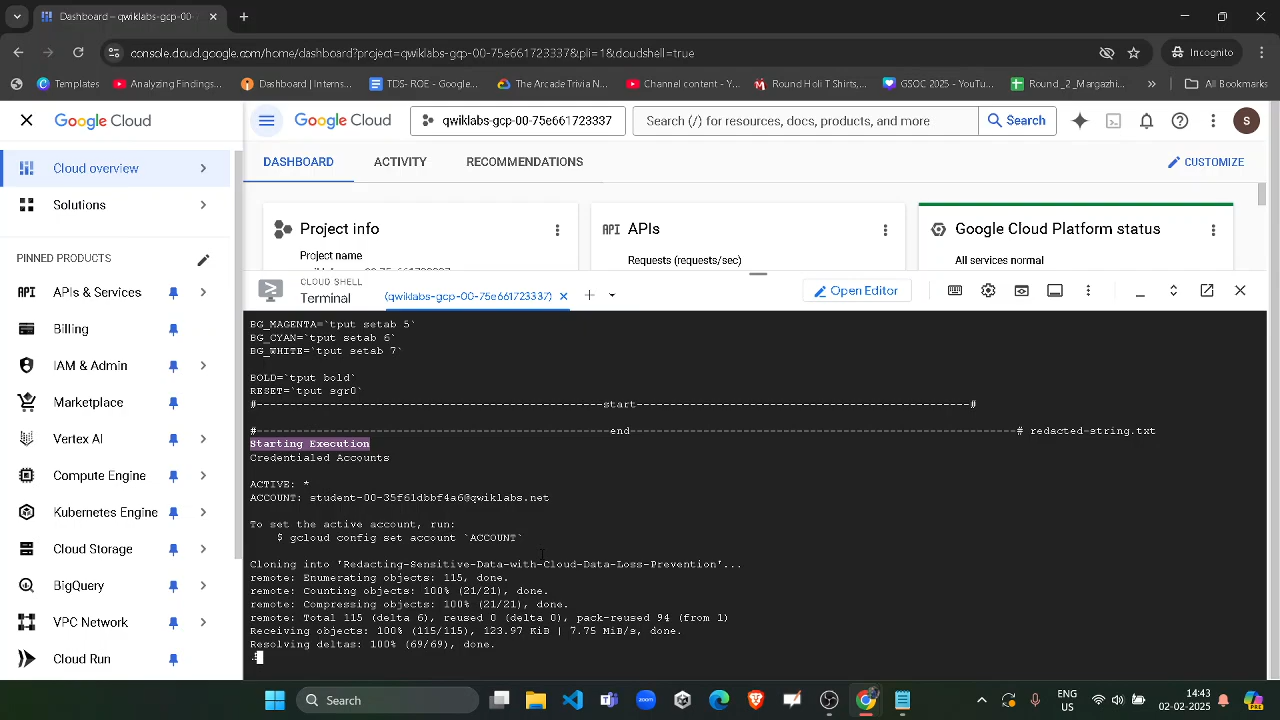 Dashboard – qwiklabs-gcp-00-
console.cloud.google.com/home/dashboard?project=qwiklabs-gcp-00-75e661723337&pli=1&cloudshell=true
Incognito
Templates
Analyzing Findings...
Dashboard | Interns...
TDS- ROE - Google...
The Arcade Trivia N...
Channel content - Y...
Round Holi T Shirts,...
GSOC 2025 - YouTu...
Round_2_Margazhi...
All Bookmarks
Google Cloud
Google Cloud
qwiklabs-gcp-00-75e661723337
Search (/) for resources, docs, products, and more
Search
S
Cloud overview
Solutions
PINNED PRODUCTS
APIs & Services
Billing
IAM & Admin
Marketplace
Vertex AI
Compute Engine
Kubernetes Engine
Cloud Storage
BigQuery
VPC Network
Cloud Run
DASHBOARD
ACTIVITY
RECOMMENDATIONS
CUSTOMIZE
Project info
Project name
API APIs
Requests (requests/sec)
Google Cloud Platform status
All services normal
CLOUD SHELL
Terminal
(qwiklabs-gcp-00-75e661723337)
Open Editor
BG_MAGENTA=`tput setab 5`
BG_CYAN=`tput setab 6`
BG_WHITE=`tput setab 7`
BOLD=`tput bold`
RESET=`tput sgr0`
#----------------------------------------------------start--------------------------------------------------#
#-----------------------------------------------------end----------------------------------------------------------# redacted-string.txt
Starting Execution
Credentialed Accounts
ACTIVE: *
ACCOUNT: student-00-35f61dbbf4a6@qwiklabs.net
To set the active account, run:
$ gcloud config set account `ACCOUNT`
Cloning into 'Redacting-Sensitive-Data-with-Cloud-Data-Loss-Prevention'...
remote: Enumerating objects: 115, done.
remote: Counting objects: 100% (21/21), done.
remote: Compressing objects: 100% (21/21), done.
remote: Total 115 (delta 6), reused 0 (delta 0), pack-reused 94 (from 1)
Receiving objects: 100% (115/115), 123.97 KiB | 7.75 MiB/s, done.
Resolving deltas: 100% (69/69), done.
Search
ENG
US
14:43
02-02-2025